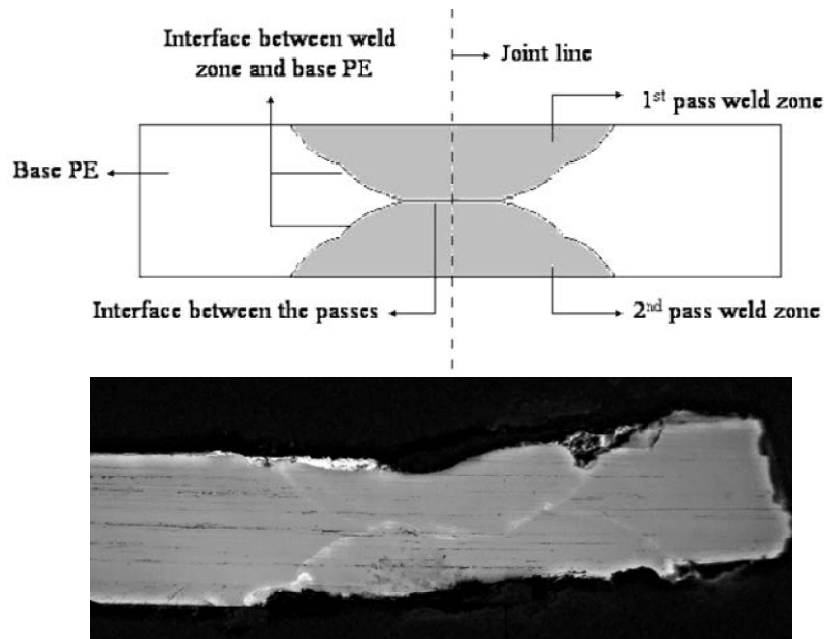 Interface between weld
zone and base PE
Joint line
1st pass weld zone
Base PE
Interface between the passes
2nd pass weld zone